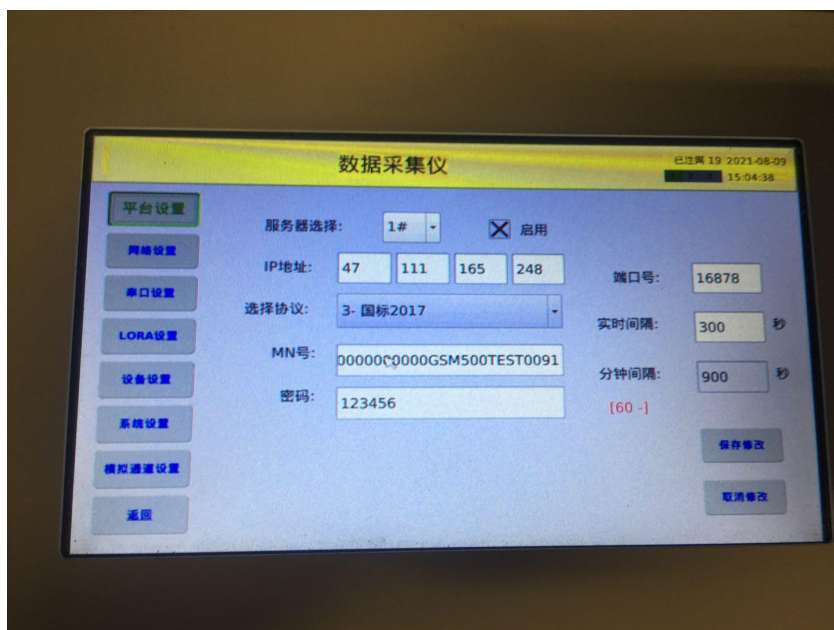 数据采集仪
已注网 19 2021-08-09
15:04:38
平台设置
网络设置
串口设置
LORA设置
设备设置
系统设置
模拟通道设置
返回
服务器选择: 1# 启用
IP地址: 47 111 165 248
端口号: 16878
选择协议: 3- 国标2017
实时间隔: 300 秒
MN号: 0000000000GSM500TEST0091
分钟间隔: 900 秒
密码: 123456
[60 -]
保存修改
取消修改